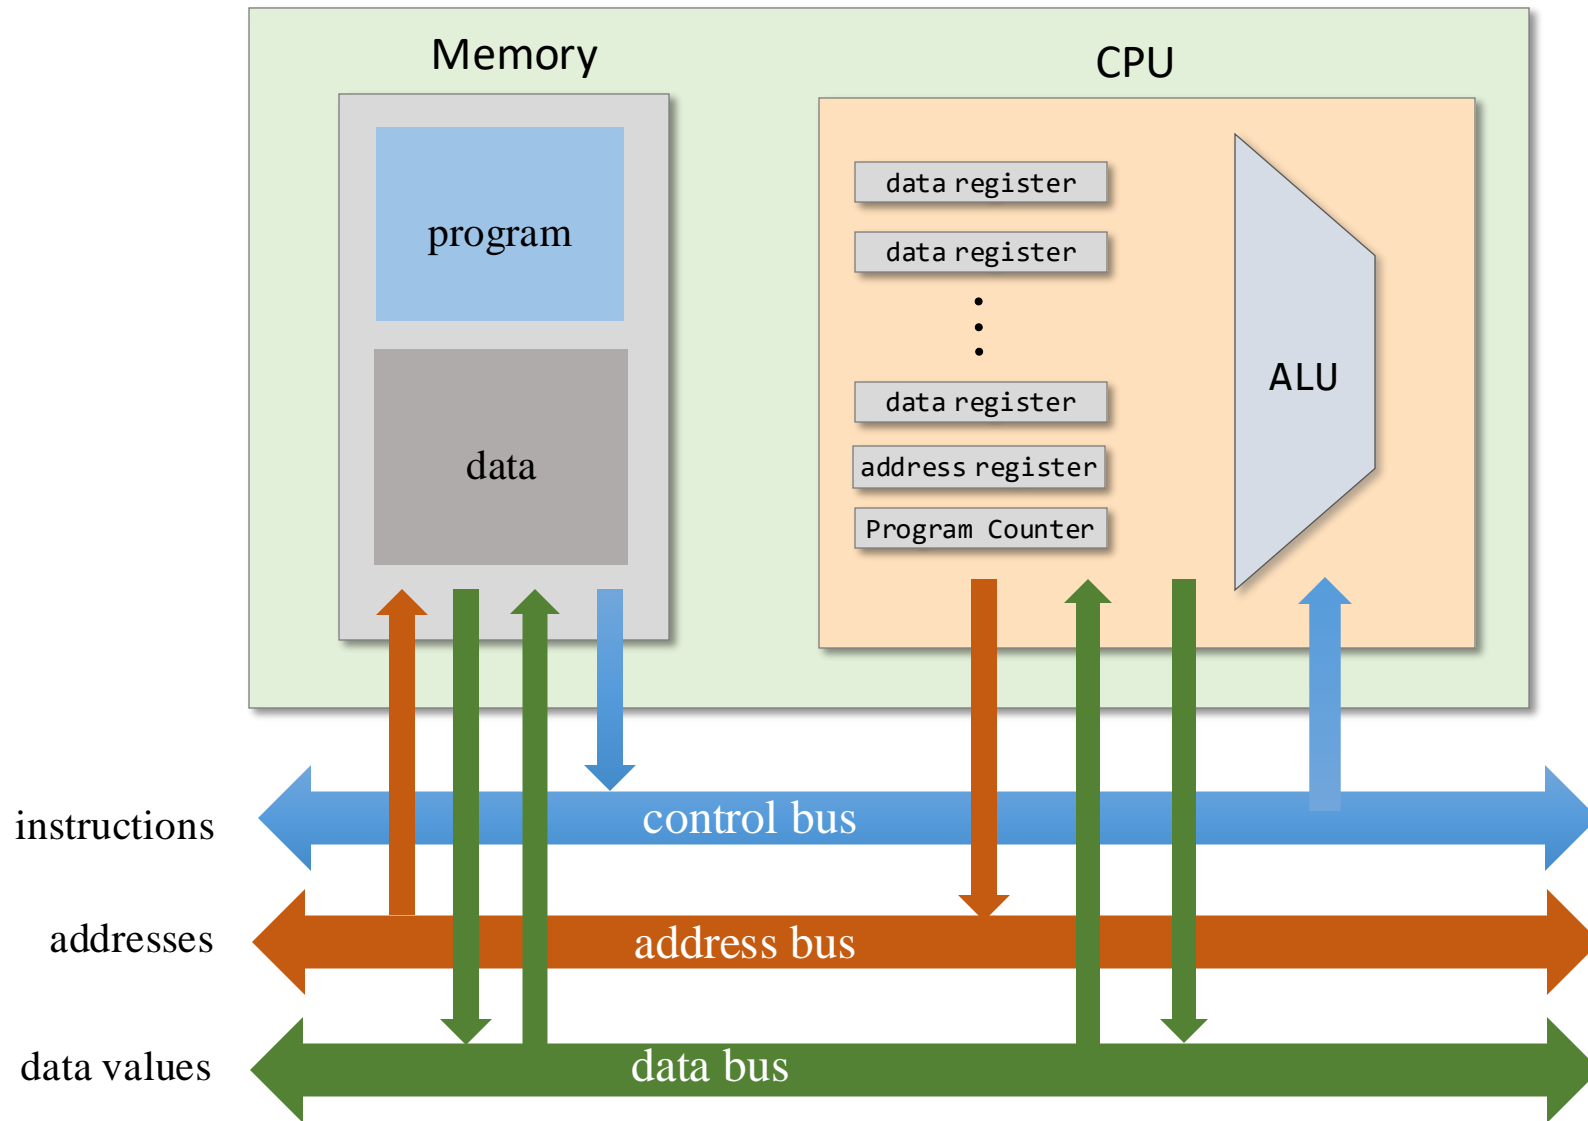 Memory
CPU
program
data
data register
data register
data register
address register
Program Counter
ALU
instructions
control bus
addresses
address bus
data values
data bus